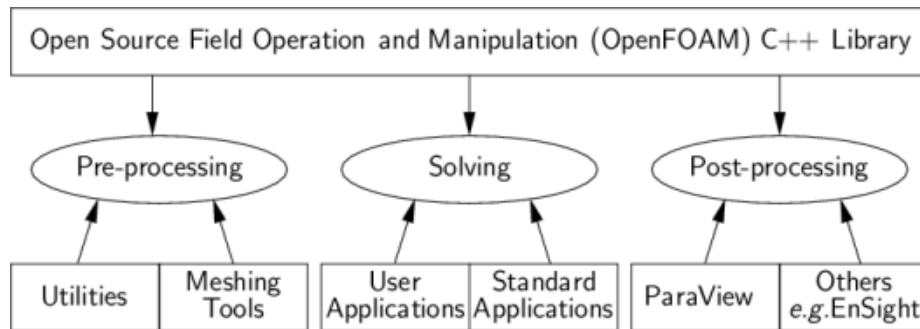 Open Source Field Operation and Manipulation (OpenFOAM) C++ Library
Pre-processing
Solving
Post-processing
Utilities
Meshing
Tools
User
Applications
Standard
Applications
ParaView
Others
e.g.EnSight